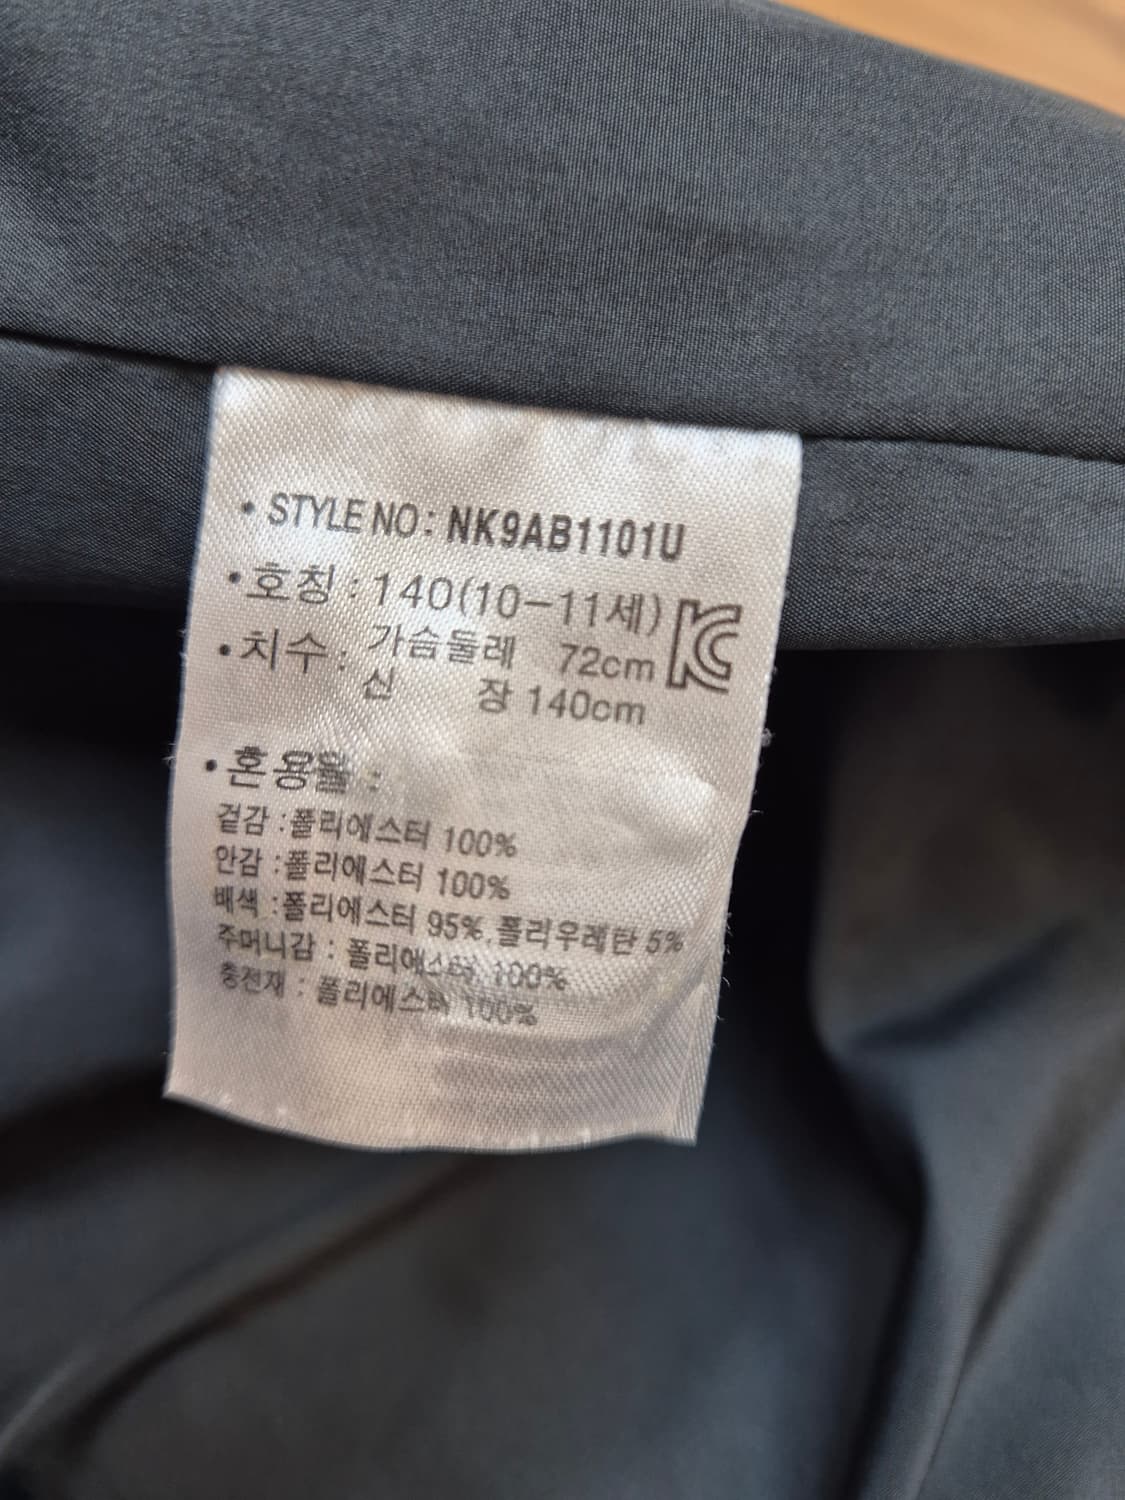 • STYLE NO : NK9AB1101U
• 호칭 : 140(10-11세)
• 치수 : 가슴둘레 72cm
신 장 140cm
KC
• 혼용율 :
겉감 : 폴리에스터 100%
안감 : 폴리에스터 100%
배색 : 폴리에스터 95%, 폴리우레탄 5%
주머니감 : 폴리에스터 100%
충전재 : 폴리에스터 100%